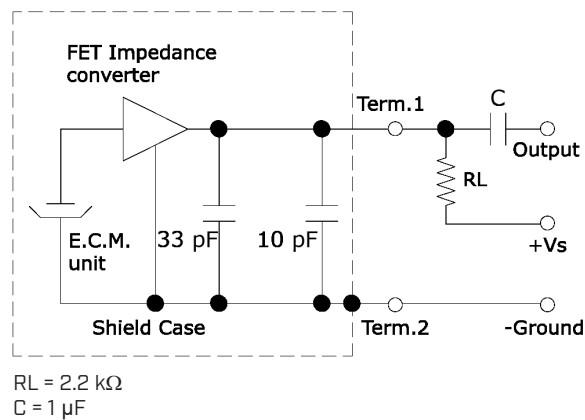 FET Impedance
converter
Term.1
C
Output
RL
+Vs
E.C.M.
unit
33 pF
10 pF
Shield Case
Term.2
-Ground
RL = 2.2 kΩ
C = 1 µF